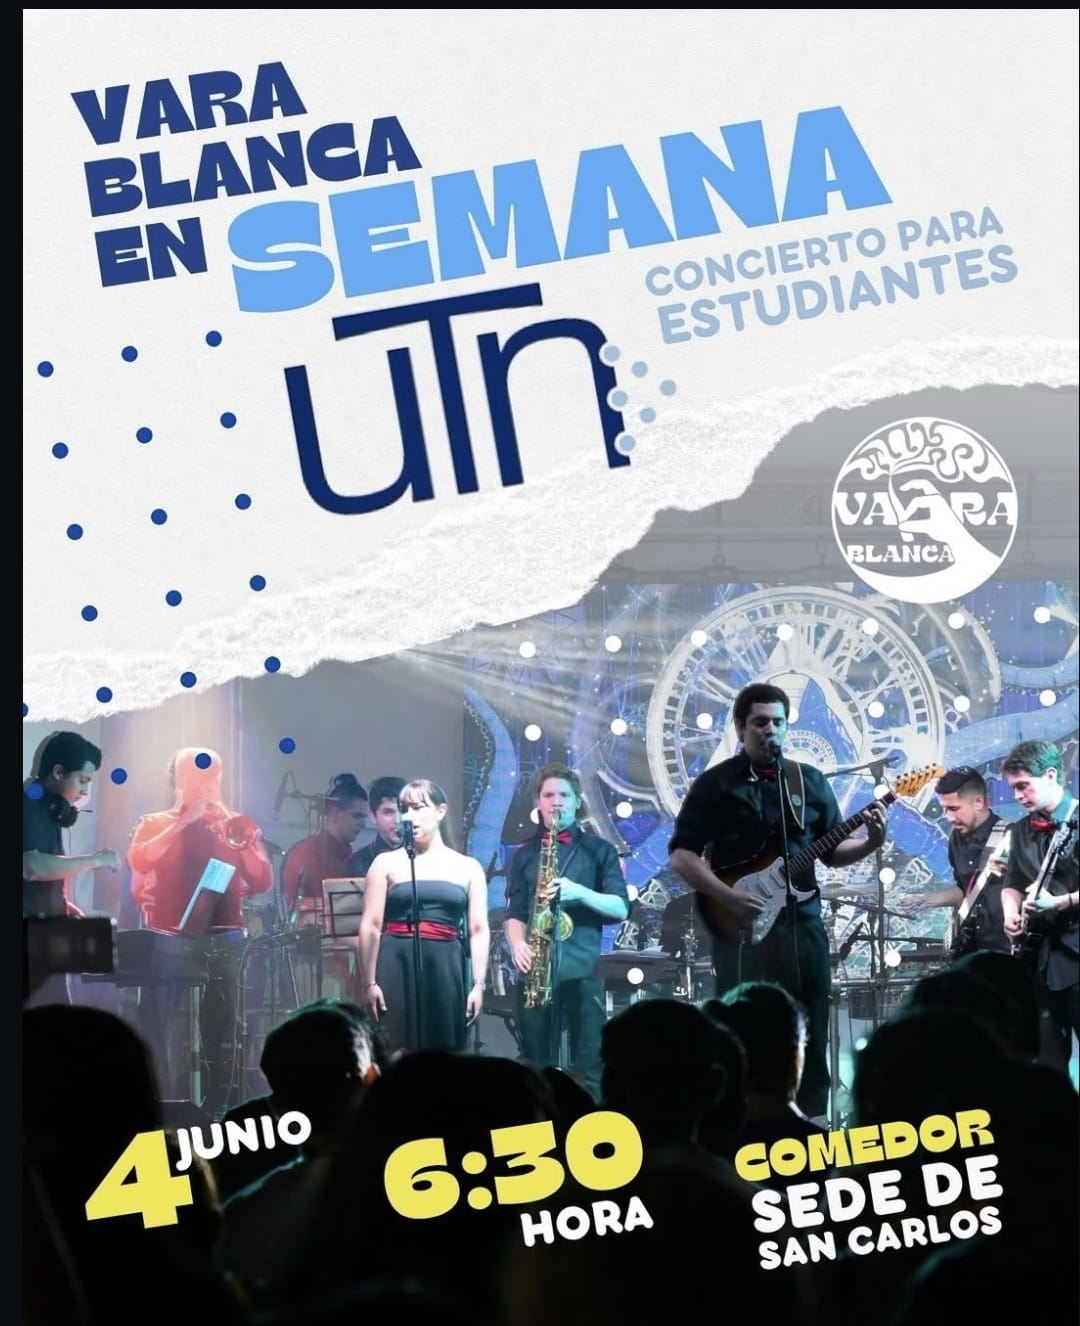 VARA
BLANCA
EN SEMANA
CONCIERTO PARA
ESTUDIANTES
uTn
VARA
BLANCA
4 JUNIO
6:30
HORA
COMEDOR
SEDE DE
SAN CARLOS